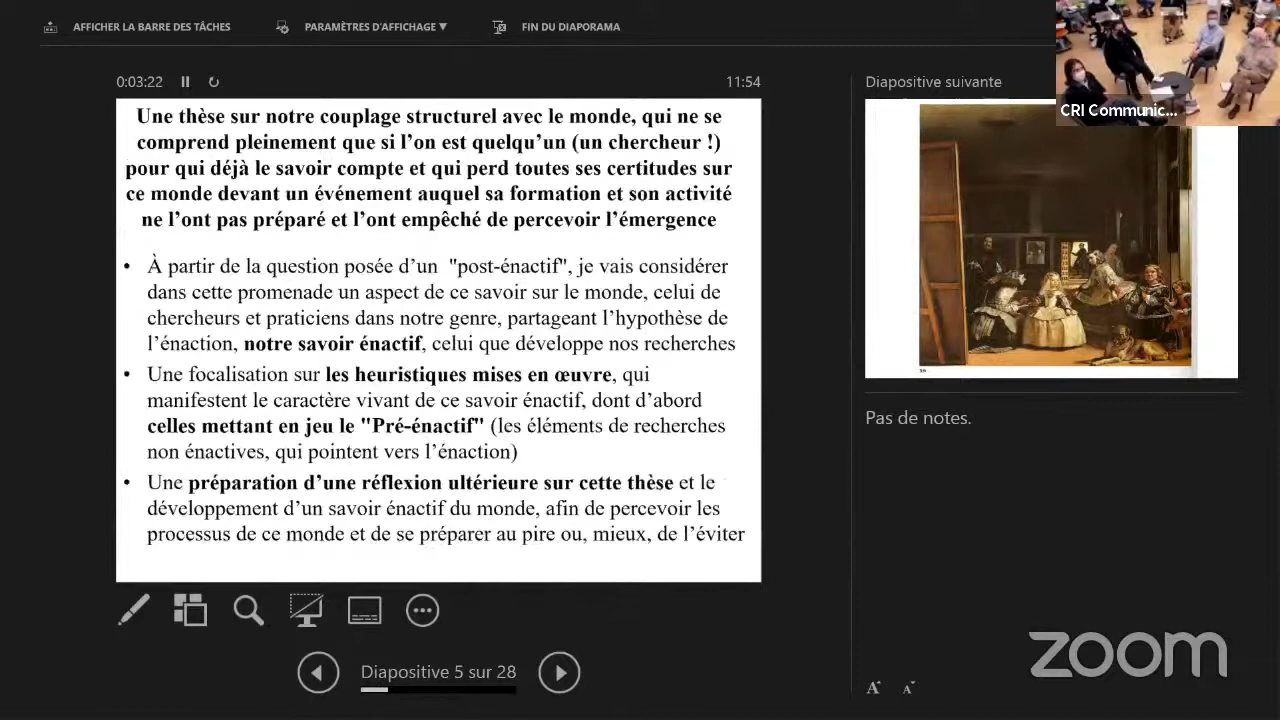 AFFICHER LA BARRE DES TÂCHES
PARAMÈTRES D'AFFICHAGE ▼
FIN DU DIAPORAMA
0:03:22
11:54
Une thèse sur notre couplage structurel avec le monde, qui ne se
comprend pleinement que si l'on est quelqu'un (un chercheur !)
pour qui déjà le savoir compte et qui perd toutes ses certitudes sur
ce monde devant un événement auquel sa formation et son activité
ne l'ont pas préparé et l'ont empêché de percevoir l'émergence
• À partir de la question posée d'un "post-énactif", je vais considérer
dans cette promenade un aspect de ce savoir sur le monde, celui de
chercheurs et praticiens dans notre genre, partageant l'hypothèse de
l'énaction, notre savoir énactif, celui que développe nos recherches
• Une focalisation sur les heuristiques mises en œuvre, qui
manifestent le caractère vivant de ce savoir énactif, dont d'abord
celles mettant en jeu le "Pré-énactif" (les éléments de recherches
non énactives, qui pointent vers l'énaction)
• Une préparation d'une réflexion ultérieure sur cette thèse et le
développement d'un savoir énactif du monde, afin de percevoir les
processus de ce monde et de se préparer au pire ou, mieux, de l'éviter
Diapositive 5 sur 28
Diapositive suivante
CRI Communic...
Pas de notes.
A A
zoom